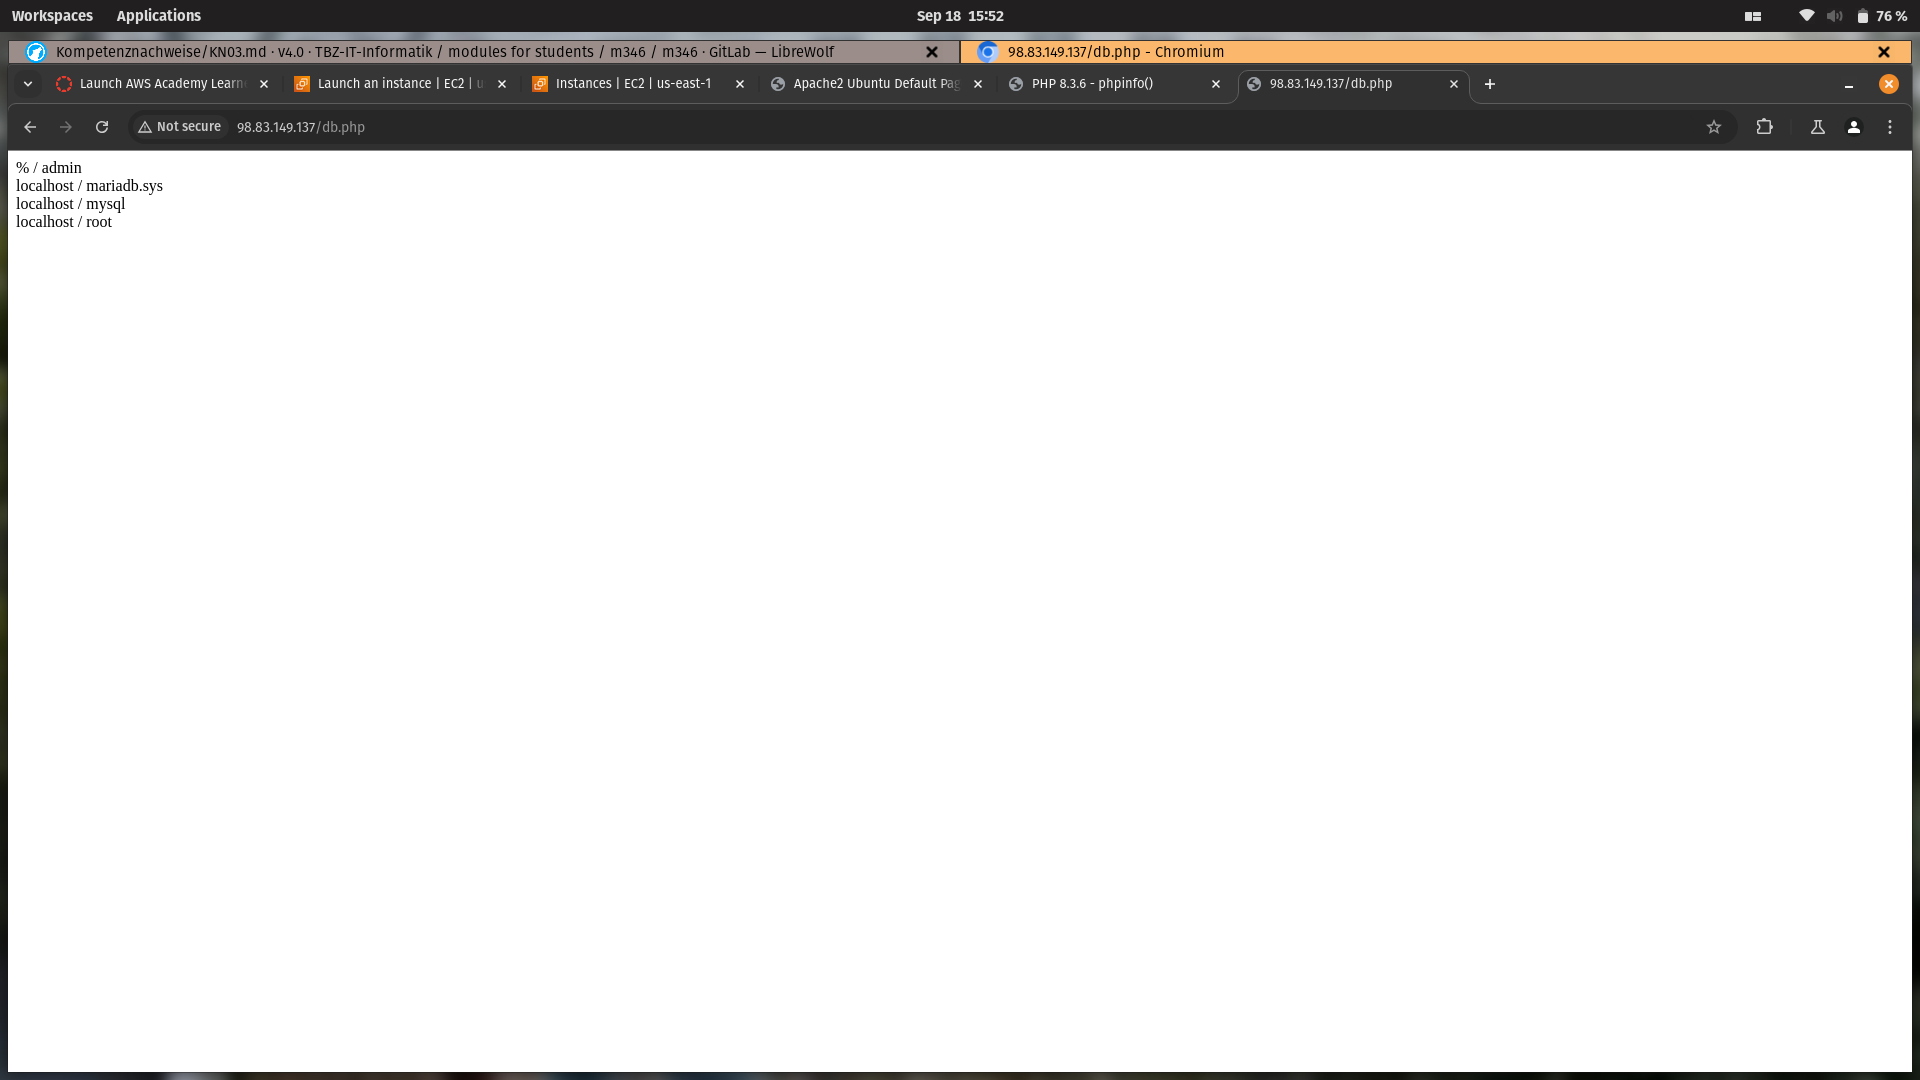 Workspaces Applications Sep 18 15:52 76 %
Kompetenznachweise/KN03.md · v4.0 · TBZ-IT-Informatik / modules for students / m346 / m346 · GitLab — LibreWolf 98.83.149.137/db.php - Chromium
Launch AWS Academy Learn Launch an instance | EC2 | u Instances | EC2 | us-east-1 Apache2 Ubuntu Default Pag PHP 8.3.6 - phpinfo() 98.83.149.137/db.php
Not secure 98.83.149.137/db.php
% / admin
localhost / mariadb.sys
localhost / mysql
localhost / root